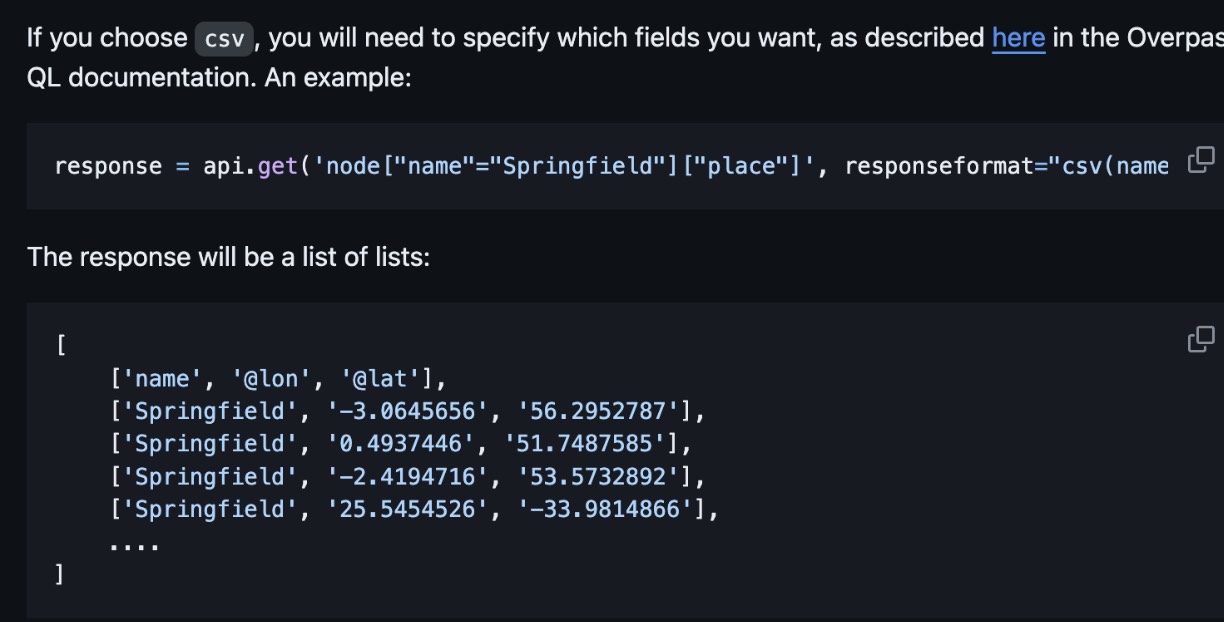 If you choose csv, you will need to specify which fields you want, as described here in the Overpas
QL documentation. An example:
response = api.get('node["name"="Springfield"]["place"]', responseformat="csv(name
The response will be a list of lists:
[
    ['name', '@lon', '@lat'],
    ['Springfield', '-3.0645656', '56.2952787'],
    ['Springfield', '0.4937446', '51.7487585'],
    ['Springfield', '-2.4194716', '53.5732892'],
    ['Springfield', '25.5454526', '-33.9814866'],
    ....
]